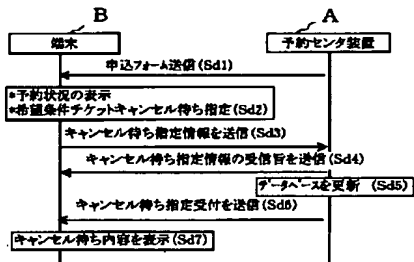 B
A
端末
予約センタ装置
申込フォーム送信(Sd1)
*予約状況の表示
*希望条件チケットキャンセル待ち指定(Sd2)
キャンセル待ち指定情報を送信(Sd3)
キャンセル待ち指定情報の受信旨を送信(Sd4)
データベースを更新 (Sd5)
キャンセル待ち指定受付を送信(Sd6)
キャンセル待ち内容を表示(Sd7)